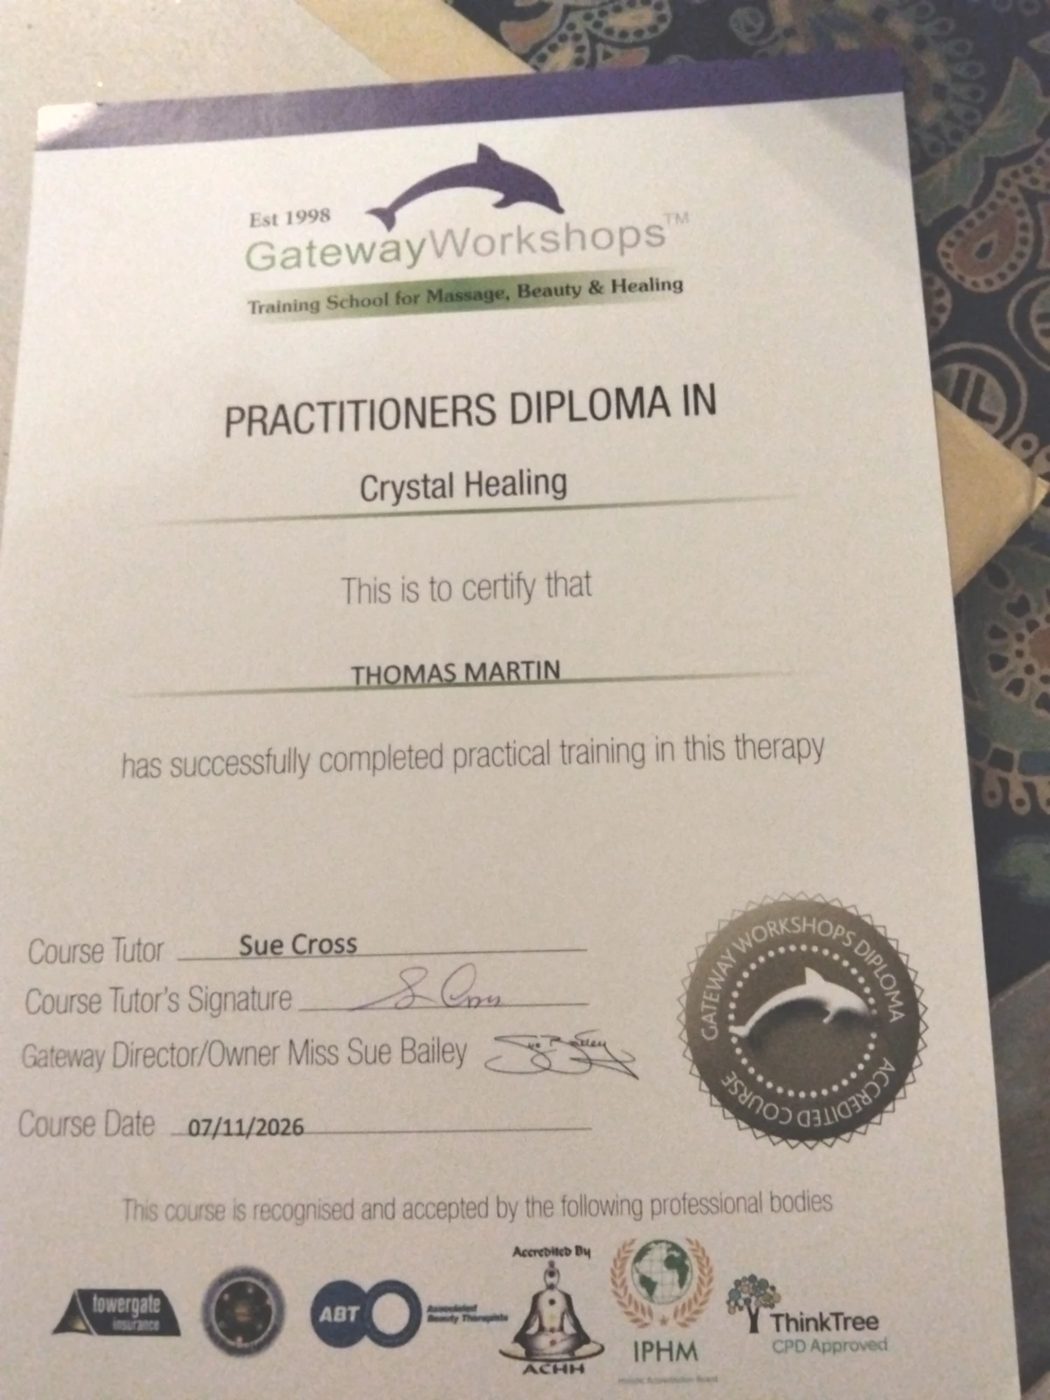 Est 1998
GatewayWorkshops™
Training School for Massage, Beauty & Healing
PRACTITIONERS DIPLOMA IN
Crystal Healing
This is to certify that
THOMAS MARTIN
has successfully completed practical training in this therapy
Course Tutor Sue Cross
Course Tutor's Signature S Cross
Gateway Director/Owner Miss Sue Bailey Sue Bailey
Course Date 07/11/2026
GATEWAY WORKSHOPS DIPLOMA
ACCREDITED COURSE
This course is recognised and accepted by the following professional bodies
towergate
insurance
ABT
Associated
Beauty Therapists
Accredited By
ACHH
IPHM
ThinkTree
CPD Approved